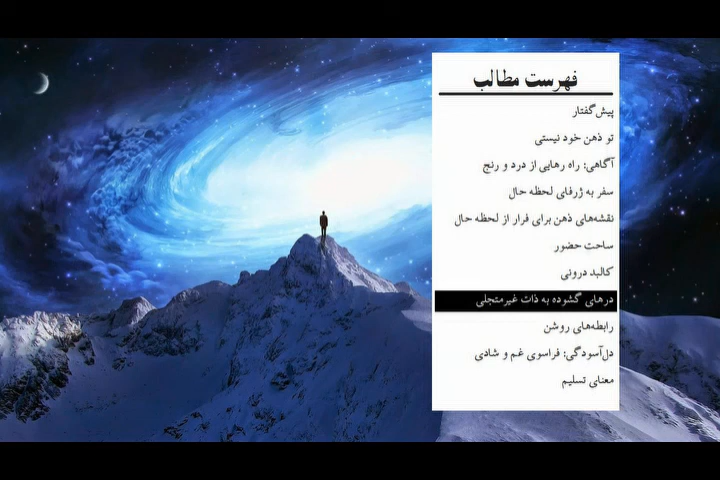 فهرست مطالب
پیش‌گفتار
تو ذهن خود نیستی
آگاهی: راه رهایی از درد و رنج
سفر به ژرفای لحظه حال
نقشه‌های ذهن برای فرار از لحظه حال
ساحت حضور
کالبد درونی
درهای گشوده به ذات غیرمتجلی
رابطه‌های روشن
دل‌آسودگی: فراسوی غم و شادی
معنای تسلیم